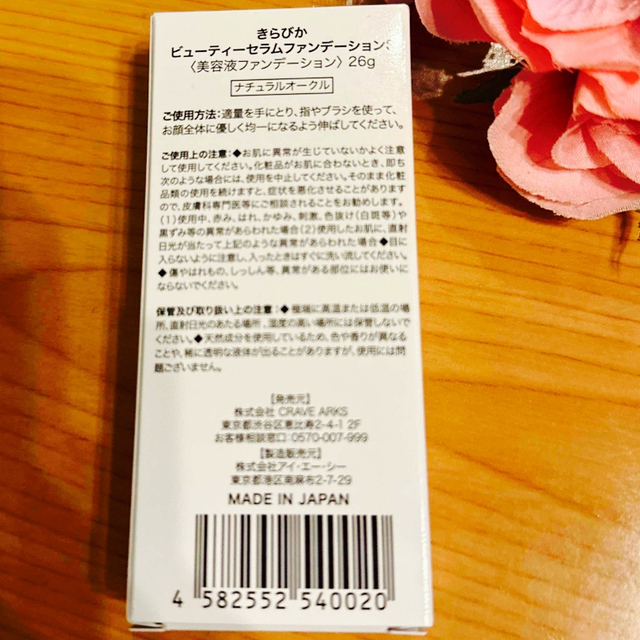 きらぴか
ビューティーセラムファンデーションS
〈美容液ファンデーション〉26g
ナチュラルオークル
ご使用方法：適量を手にとり、指やブラシを使って、
お顔全体に優しく均一になるよう伸ばしてください。
ご使用上の注意：◆お肌に異常が生じていないかよく注意
して使用してください。化粧品がお肌に合わないとき、即ち
次のような場合には、使用を中止してください。そのまま化粧
品類の使用を続けますと、症状を悪化させることがあります
ので、皮膚科専門医等にご相談されることをお勧めします。
（1）使用中、赤み、はれ、かゆみ、刺激、色抜け（白斑等）や
黒ずみ等の異常があらわれた場合（2）使用したお肌に、直射
日光が当たって上記のような異常があらわれた場合◆目に
入らないように注意し、入ったときはすぐに洗い流してください。
◆傷やはれもの、しっしん等、異常がある部位にはお使いに
ならないでください。
保管及び取り扱い上の注意：◆極端に高温または低温の場
所、直射日光のあたる場所、湿度の高い場所には保管しないで
ください。◆天然成分を使用しているため、色や香りが異なる
ことや、稀に透明な液体が出ることがありますが、使用には問
題ございません。
【発売元】
株式会社 CRAVE ARKS
東京都渋谷区恵比寿2-4-1 2F
お客様相談窓口:0570-007-999
【製造販売元】
株式会社アイ・エー・シー
東京都港区南麻布2-7-29
MADE IN JAPAN
4 582552 540020